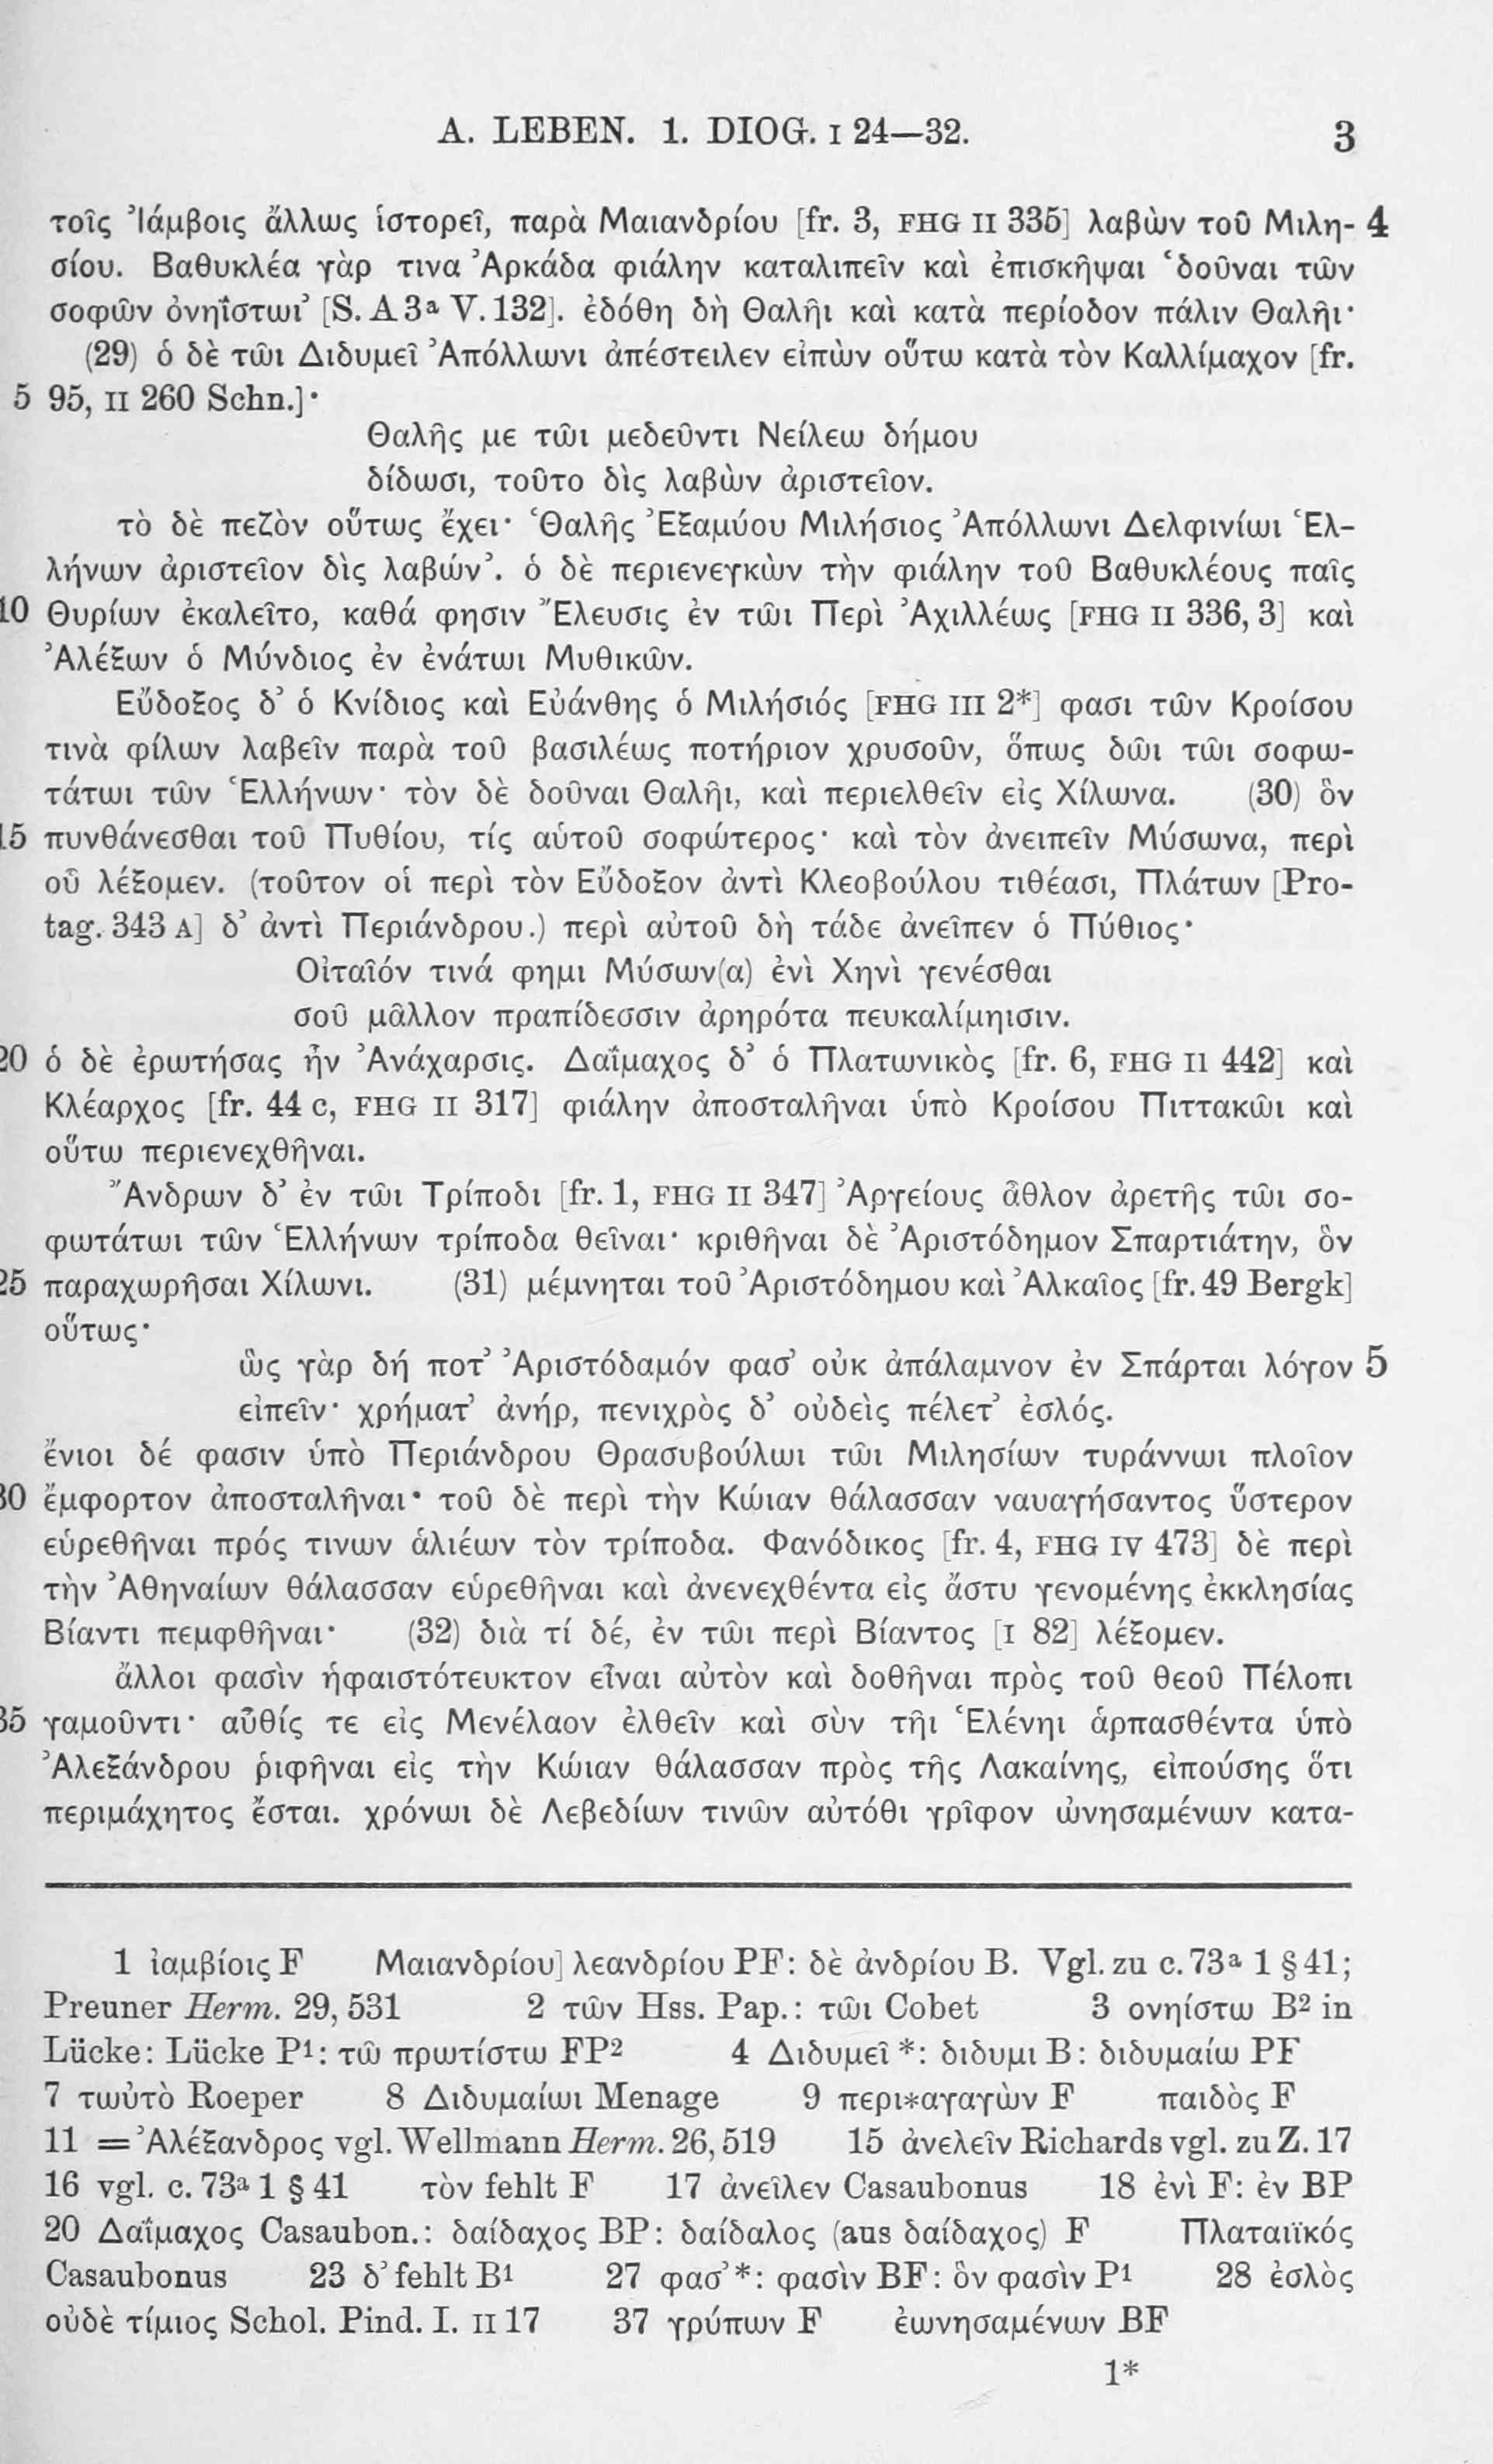 A. LEBEN. 1. DIOG. I 24—32. 3
τοῖς Ἰάμβοις ἄλλως ἱστορεῖ, παρὰ Μαιανδρίου [fr. 3, FHG II 335] λαβὼν τοῦ Μιλη- 4
σίου. Βαθυκλέα γὰρ τινα Ἀρκάδα φιάλην καταλιπεῖν καὶ ἐπισκῆψαι ‘δοῦναι τῶν
σοφῶν ὀνηΐστωι’ [S. A 3ᵃ V. 132]. ἐδόθη δὴ Θαλῆι καὶ κατὰ περίοδον πάλιν Θαλῆι·
(29) ὁ δὲ τῶι Διδυμεῖ Ἀπόλλωνι ἀπέστειλεν εἰπὼν οὕτω κατὰ τὸν Καλλίμαχον [fr.
5 95, II 260 Schn.]·
Θαλῆς με τῶι μεδεῦντι Νείλεω δήμου
δίδωσι, τοῦτο δὶς λαβὼν ἀριστεῖον.
τὸ δὲ πεζὸν οὕτως ἔχει· ‘Θαλῆς Ἐξαμύου Μιλήσιος Ἀπόλλωνι Δελφινίωι Ἑλ-
λήνων ἀριστεῖον δὶς λαβών’. ὁ δὲ περιενεγκὼν τὴν φιάλην τοῦ Βαθυκλέους παῖς
10 Θυρίων ἐκαλεῖτο, καθά φησιν Ἔλευσις ἐν τῶι Περὶ Ἀχιλλέως [FHG II 336, 3] καὶ
Ἀλέξων ὁ Μύνδιος ἐν ἐνάτωι Μυθικῶν.
Εὔδοξος δ’ ὁ Κνίδιος καὶ Εὐάνθης ὁ Μιλήσιός [FHG III 2*] φασι τῶν Κροίσου
τινὰ φίλων λαβεῖν παρὰ τοῦ βασιλέως ποτήριον χρυσοῦν, ὅπως δῶι τῶι σοφω-
τάτωι τῶν Ἑλλήνων· τὸν δὲ δοῦναι Θαλῆι, καὶ περιελθεῖν εἰς Χίλωνα. (30) ὃν
15 πυνθάνεσθαι τοῦ Πυθίου, τίς αὑτοῦ σοφώτερος· καὶ τὸν ἀνειπεῖν Μύσωνα, περὶ
οὗ λέξομεν. (τοῦτον οἱ περὶ τὸν Εὔδοξον ἀντὶ Κλεοβούλου τιθέασι, Πλάτων [Pro-
tag. 343 A] δ’ ἀντὶ Περιάνδρου.) περὶ αὐτοῦ δὴ τάδε ἀνεῖπεν ὁ Πύθιος·
Οἰταῖόν τινά φημι Μύσων(α) ἐνὶ Χηνὶ γενέσθαι
σοῦ μᾶλλον πραπίδεσσιν ἀρηρότα πευκαλίμηισιν.
20 ὁ δὲ ἐρωτήσας ἦν Ἀνάχαρσις. Δαΐμαχος δ’ ὁ Πλατωνικὸς [fr. 6, FHG II 442] καὶ
Κλέαρχος [fr. 44 c, FHG II 317] φιάλην ἀποσταλῆναι ὑπὸ Κροίσου Πιττακῶι καὶ
οὕτω περιενεχθῆναι.
Ἄνδρων δ’ ἐν τῶι Τρίποδι [fr. 1, FHG II 347] Ἀργείους ἆθλον ἀρετῆς τῶι σο-
φωτάτωι τῶν Ἑλλήνων τρίποδα θεῖναι· κριθῆναι δὲ Ἀριστόδημον Σπαρτιάτην, ὃν
25 παραχωρῆσαι Χίλωνι. (31) μέμνηται τοῦ Ἀριστόδημου καὶ Ἀλκαῖος [fr. 49 Bergk]
οὕτως·
ὣς γὰρ δή ποτ’ Ἀριστόδαμόν φασ’ οὐκ ἀπάλαμνον ἐν Σπάρται λόγον 5
εἰπεῖν· χρήματ’ ἀνήρ, πενιχρὸς δ’ οὐδεὶς πέλετ’ ἐσλός.
ἔνιοι δέ φασιν ὑπὸ Περιάνδρου Θρασυβούλωι τῶι Μιλησίων τυράννωι πλοῖον
30 ἔμφορτον ἀποσταλῆναι· τοῦ δὲ περὶ τὴν Κώιαν θάλασσαν ναυαγήσαντος ὕστερον
εὑρεθῆναι πρός τινων ἁλιέων τὸν τρίποδα. Φανόδικος [fr. 4, FHG IV 473] δὲ περὶ
τὴν Ἀθηναίων θάλασσαν εὑρεθῆναι καὶ ἀνενεχθέντα εἰς ἄστυ γενομένης ἐκκλησίας
Βίαντι πεμφθῆναι· (32) διὰ τί δέ, ἐν τῶι περὶ Βίαντος [I 82] λέξομεν.
ἄλλοι φασὶν ἡφαιστότευκτον εἶναι αὐτὸν καὶ δοθῆναι πρὸς τοῦ θεοῦ Πέλοπι
35 γαμοῦντι· αὖθίς τε εἰς Μενέλαον ἐλθεῖν καὶ σὺν τῆι Ἑλένηι ἁρπασθέντα ὑπὸ
Ἀλεξάνδρου ῥιφῆναι εἰς τὴν Κώιαν θάλασσαν πρὸς τῆς Λακαίνης, εἰπούσης ὅτι
περιμάχητος ἔσται. χρόνωι δὲ Λεβεδίων τινῶν αὐτόθι γρῖφον ὠνησαμένων κατα-
1 ἰαμβίοις F Μαιανδρίου] λεανδρίου PF: δὲ ἀνδρίου B. Vgl. zu c. 73ᵃ 1 § 41;
Preuner Herm. 29, 531 2 τῶν Hss. Pap.: τῶι Cobet 3 ονηίστω B² in
Lücke: Lücke P¹: τῶ πρωτίστω FP² 4 Διδυμεῖ *: διδυμι B: διδυμαίω PF
7 τωὐτὸ Roeper 8 Διδυμαίωι Menage 9 περι*αγαγὼν F παιδὸς F
11 = Ἀλέξανδρος vgl. Wellmann Herm. 26, 519 15 ἀνελεῖν Richards vgl. zu Z. 17
16 vgl. c. 73ᵃ 1 § 41 τὸν fehlt F 17 ἀνεῖλεν Casaubonus 18 ἐνὶ F: ἐν BP
20 Δαΐμαχος Casaubon.: δαίδαχος BP: δαίδαλος (aus δαίδαχος) F Πλαταιϊκός
Casaubonus 23 δ’ fehlt B¹ 27 φασ’ *: φασὶν BF: ὃν φασὶν P¹ 28 ἐσλὸς
οὐδὲ τίμιος Schol. Pind. I. II 17 37 γρύπων F ἐωνησαμένων BF
1*